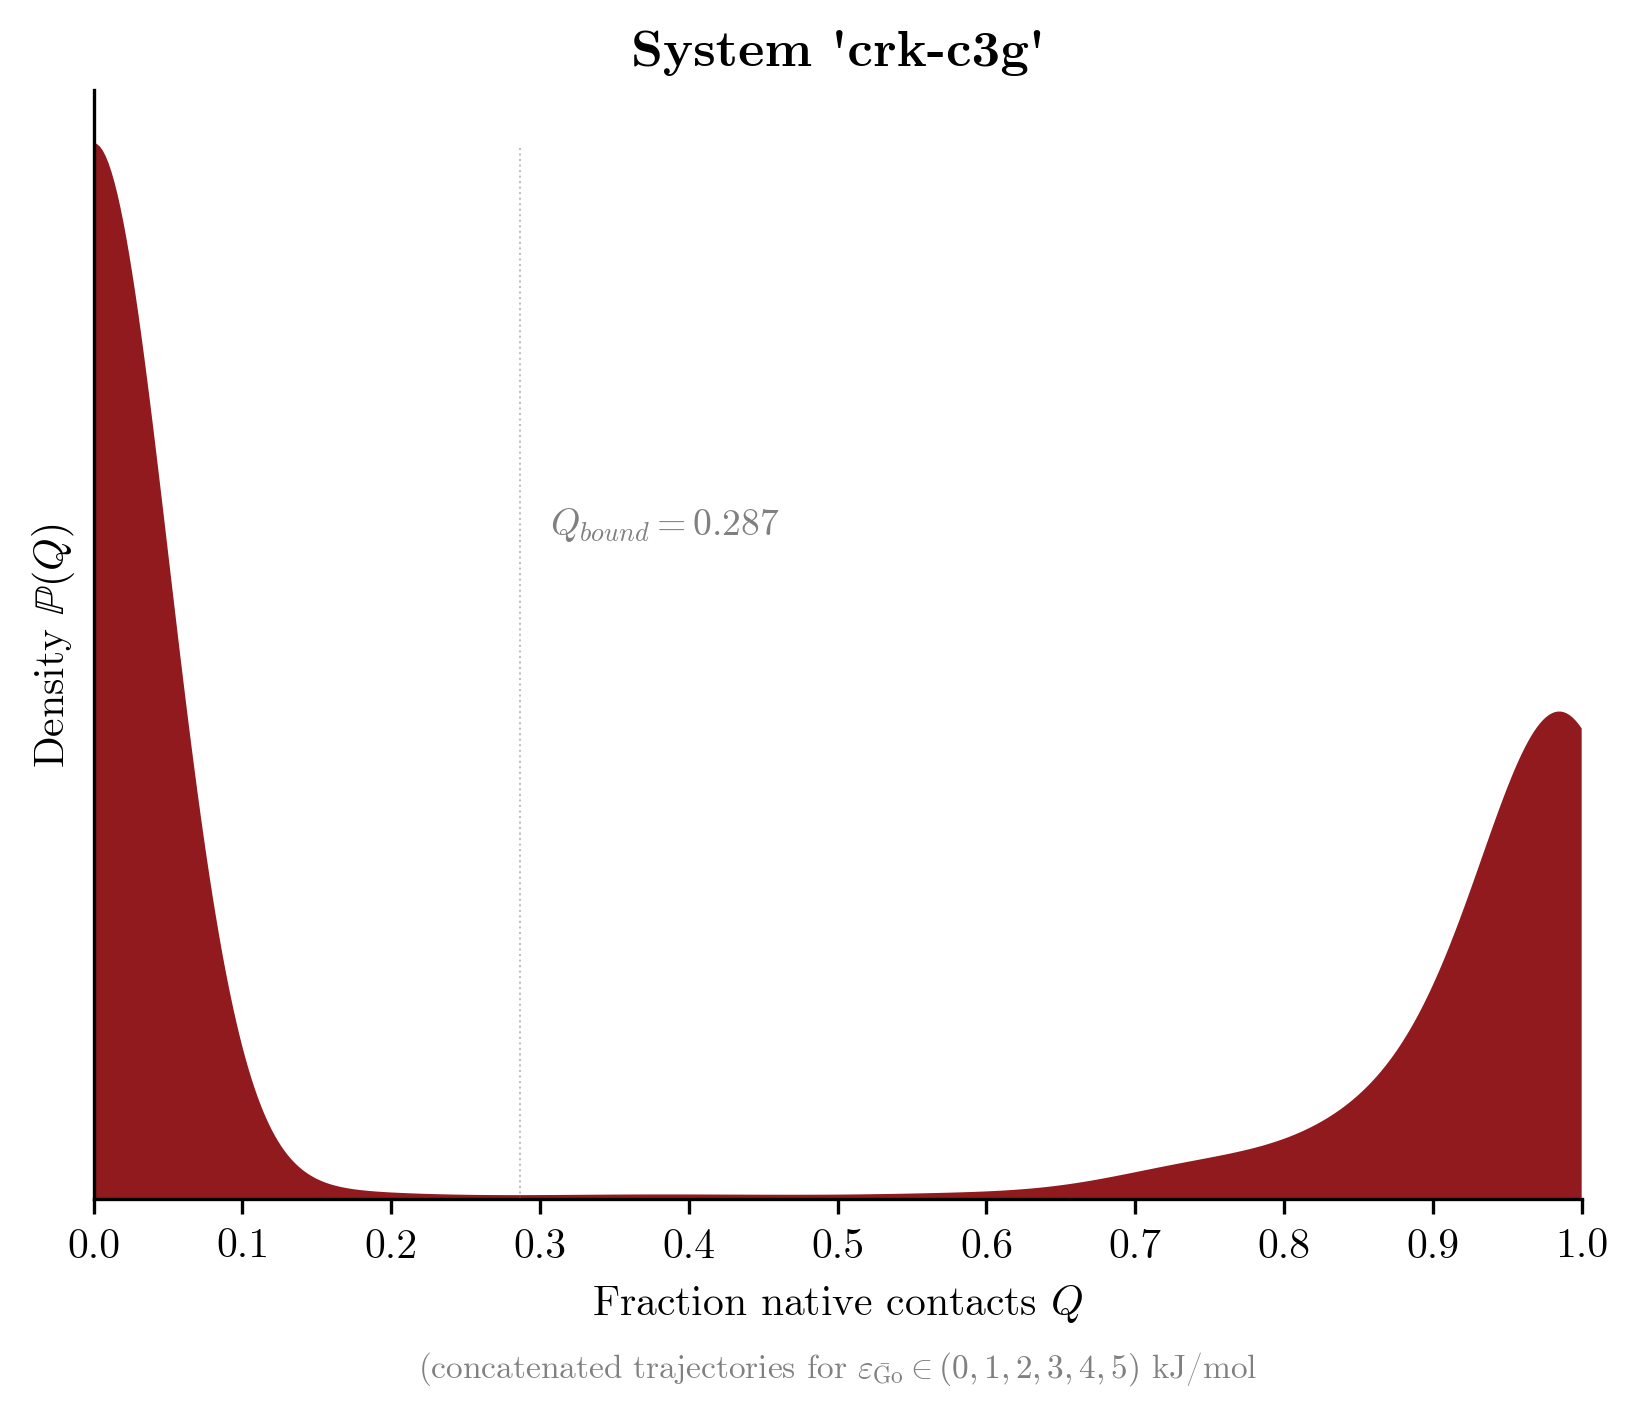 System 'crk-c3g'
Density ℙ(Q)
Q_bound = 0.287
0.0 0.1 0.2 0.3 0.4 0.5 0.6 0.7 0.8 0.9 1.0
Fraction native contacts Q
(concatenated trajectories for ε_Ḡo ∈ (0, 1, 2, 3, 4, 5) kJ/mol